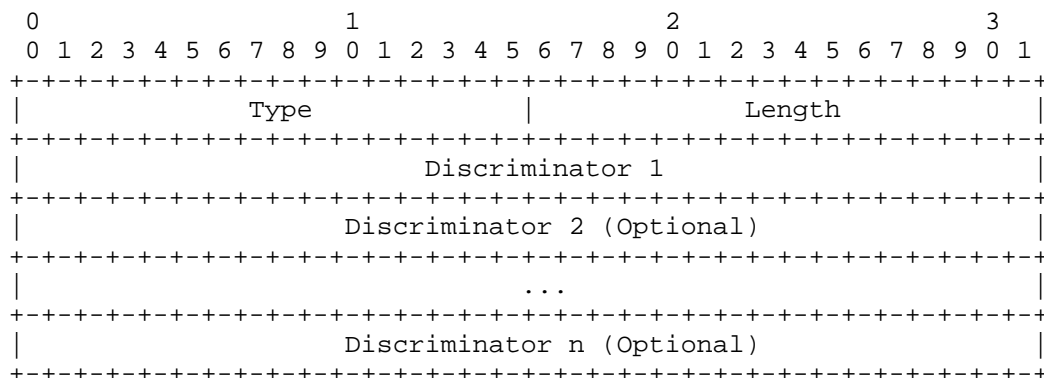 0                   1                   2                   3
 0 1 2 3 4 5 6 7 8 9 0 1 2 3 4 5 6 7 8 9 0 1 2 3 4 5 6 7 8 9 0 1
+-+-+-+-+-+-+-+-+-+-+-+-+-+-+-+-+-+-+-+-+-+-+-+-+-+-+-+-+-+-+-+-+
|             Type              |             Length            |
+-+-+-+-+-+-+-+-+-+-+-+-+-+-+-+-+-+-+-+-+-+-+-+-+-+-+-+-+-+-+-+-+
|                        Discriminator 1                        |
+-+-+-+-+-+-+-+-+-+-+-+-+-+-+-+-+-+-+-+-+-+-+-+-+-+-+-+-+-+-+-+-+
|                   Discriminator 2 (Optional)                  |
+-+-+-+-+-+-+-+-+-+-+-+-+-+-+-+-+-+-+-+-+-+-+-+-+-+-+-+-+-+-+-+-+
|                              ...                              |
+-+-+-+-+-+-+-+-+-+-+-+-+-+-+-+-+-+-+-+-+-+-+-+-+-+-+-+-+-+-+-+-+
|                   Discriminator n (Optional)                  |
+-+-+-+-+-+-+-+-+-+-+-+-+-+-+-+-+-+-+-+-+-+-+-+-+-+-+-+-+-+-+-+-+